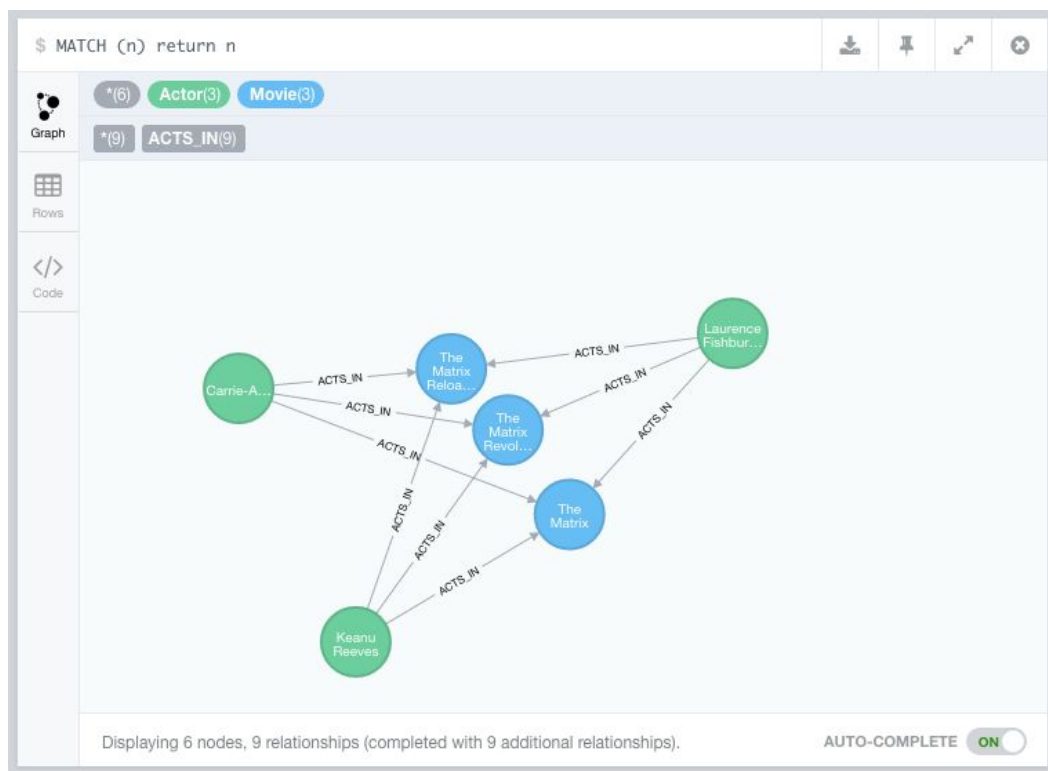 $ MATCH (n) return n
*(6) Actor(3) Movie(3)
Graph
*(9) ACTS_IN(9)
Rows
</>
Code
Laurence
Fishbur...
The
Matrix
Reloa...
ACTS_IN
Carrie-A...
ACTS_IN
ACTS_IN
ACTS_IN
The
Matrix
Revol...
ACTS_IN
ACTS_IN
The
Matrix
ACTS_IN
ACTS_IN
ACTS_IN
Keanu
Reeves
Displaying 6 nodes, 9 relationships (completed with 9 additional relationships).
AUTO-COMPLETE ON